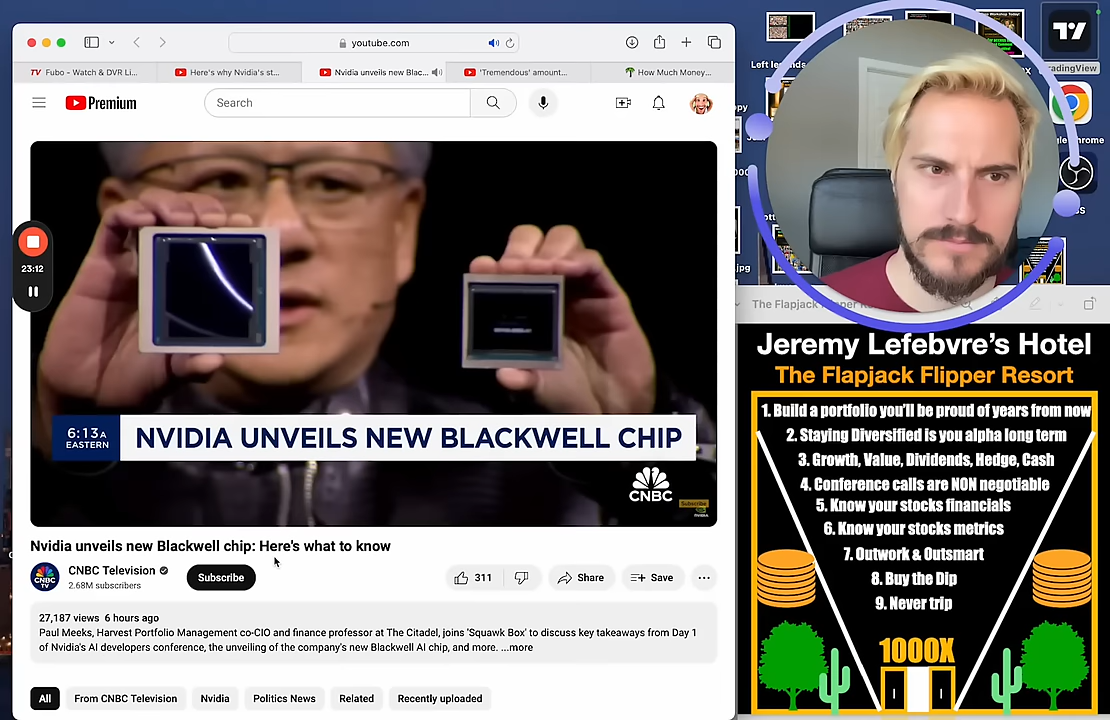 youtube.com
Fubo - Watch & DVR Li...
Here's why Nvidia's st...
Nvidia unveils new Blac...
'Tremendous' amount...
How Much Money...
Premium
Search
23:12
6:13A
EASTERN
NVIDIA UNVEILS NEW BLACKWELL CHIP
CNBC
Subscribe
Nvidia unveils new Blackwell chip: Here's what to know
CNBC Television
2.68M subscribers
Subscribe
311
Share
Save
27,187 views 6 hours ago
Paul Meeks, Harvest Portfolio Management co-CIO and finance professor at The Citadel, joins 'Squawk Box' to discuss key takeaways from Day 1
of Nvidia's AI developers conference, the unveiling of the company's new Blackwell AI chip, and more. ...more
All
From CNBC Television
Nvidia
Politics News
Related
Recently uploaded
TradingView
The Flapjack Flipper
Jeremy Lefebvre's Hotel
The Flapjack Flipper Resort
1. Build a portfolio you'll be proud of years from now
2. Staying Diversified is you alpha long term
3. Growth, Value, Dividends, Hedge, Cash
4. Conference calls are NON negotiable
5. Know your stocks financials
6. Know your stocks metrics
7. Outwork & Outsmart
8. Buy the Dip
9. Never trip
1000X